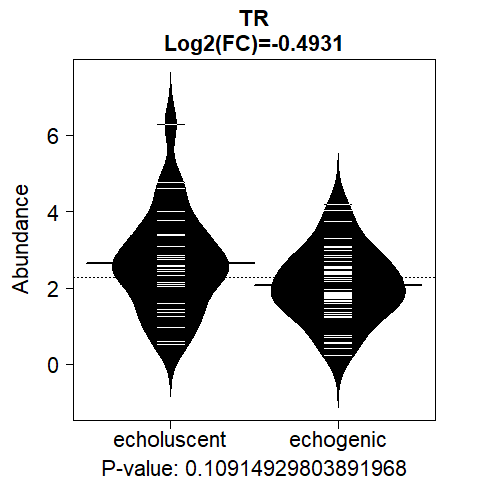 TR
Log2(FC)=-0.4931
Abundance
6
4
2
0
echoluscent echogenic
P-value: 0.10914929803891968